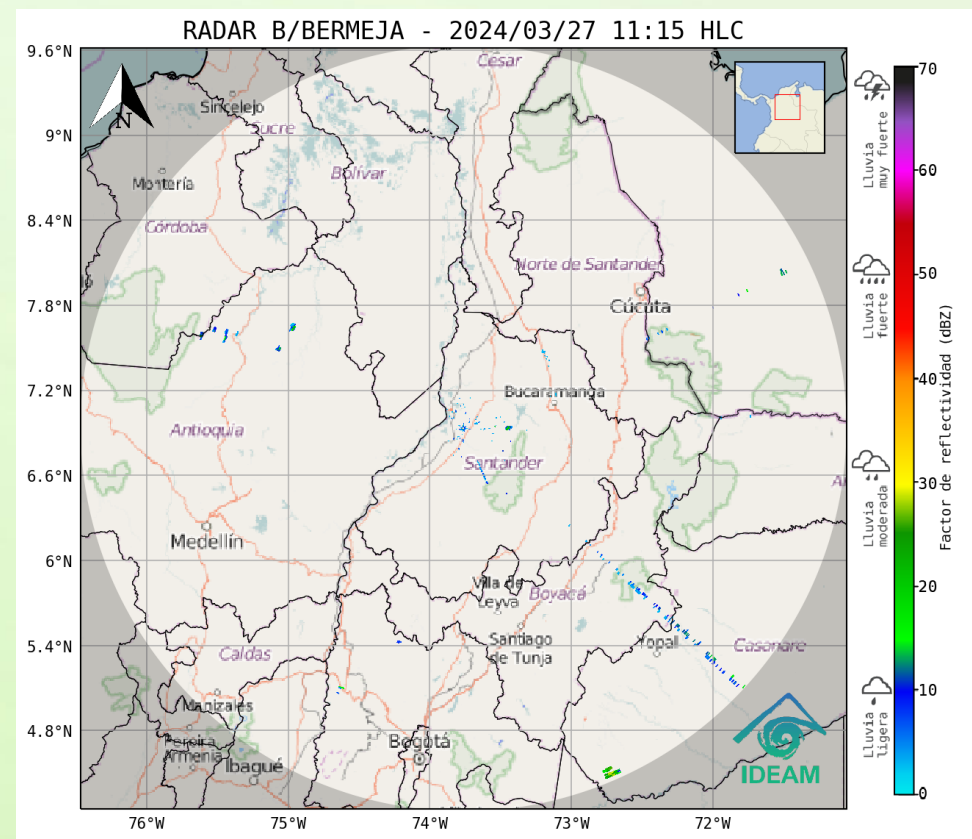 RADAR B/BERMEJA - 2024/03/27 11:15 HLC
9.6°N
9°N
8.4°N
7.8°N
7.2°N
6.6°N
6°N
5.4°N
4.8°N
76°W
75°W
74°W
73°W
72°W
N
Cesar
Sincelejo
Sucre
Bolívar
Montería
Córdoba
Norte de Santander
Cúcuta
Bucaramanga
Antioquia
Santander
Medellín
Villa de
Leyva
Boyacá
Santiago
de Tunja
Yopal
Casanare
Caldas
Manizales
Pereira
Armenia
Ibagué
Bogotá
IDEAM
Lluvia
muy fuerte
Lluvia
fuerte
Lluvia
moderada
Lluvia
ligera
70
60
50
40
30
20
10
0
Factor de reflectividad (dBZ)